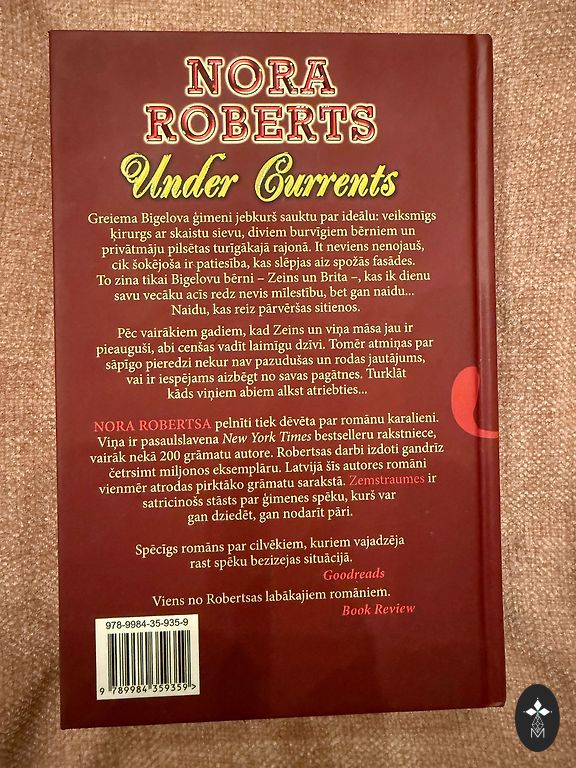 NORA
ROBERTS
Under Currents
Greiema Bigelova ģimeni jebkurš sauktu par ideālu: veiksmīgs
ķirurgs ar skaistu sievu, diviem burvīgiem bērniem un
privātmāju pilsētas turīgākajā rajonā. It neviens nenojauš,
cik šokējoša ir patiesība, kas slēpjas aiz spožās fasādes.
To zina tikai Bigelovu bērni – Zeins un Brita –, kas ik dienu
savu vecāku acīs redz nevis mīlestību, bet gan naidu...
Naidu, kas reiz pārvēršas sitienos.
Pēc vairākiem gadiem, kad Zeins un viņa māsa jau ir
pieauguši, abi cenšas vadīt laimīgu dzīvi. Tomēr atmiņas par
sāpīgo pieredzi nekur nav pazudušas un rodas jautājums,
vai ir iespējams aizbēgt no savas pagātnes. Turklāt
kāds viņiem abiem alkst atriebties...
NORA ROBERTSA pelnīti tiek dēvēta par romānu karalieni.
Viņa ir pasaulslavena New York Times bestselleru rakstniece,
vairāk nekā 200 grāmatu autore. Robertsas darbi izdoti gandrīz
četrsimt miljonos eksemplāru. Latvijā šīs autores romāni
vienmēr atrodas pirktāko grāmatu sarakstā. Zemstraumes ir
satricinošs stāsts par ģimenes spēku, kurš var
gan dziedēt, gan nodarīt pāri.
Spēcīgs romāns par cilvēkiem, kuriem vajadzēja
rast spēku bezizejas situācijā.
Goodreads
Viens no Robertsas labākajiem romāniem.
Book Review
978-9984-35-935-9
9 789984 359359 >
M